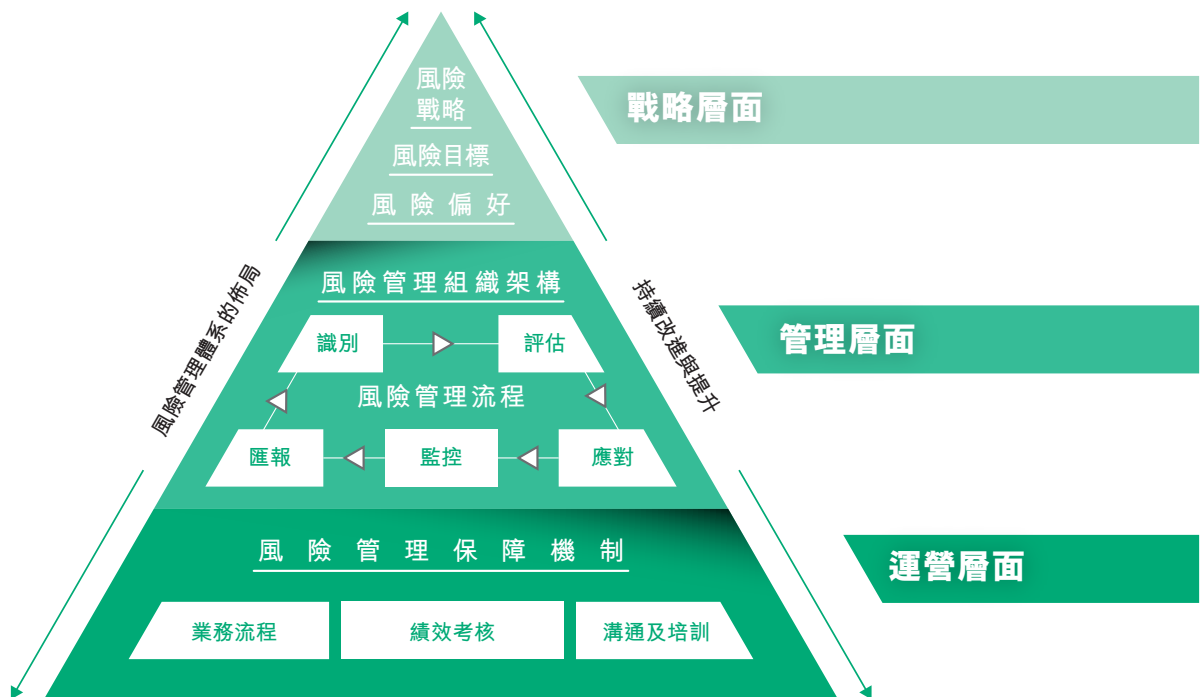 風險
戰略
戰略層面
風險目標
風險偏好
風險管理體系的佈局
持續改進與提升
風險管理組織架構
管理層面
識別
評估
風險管理流程
匯報
監控
應對
風險管理保障機制
運營層面
業務流程
績效考核
溝通及培訓